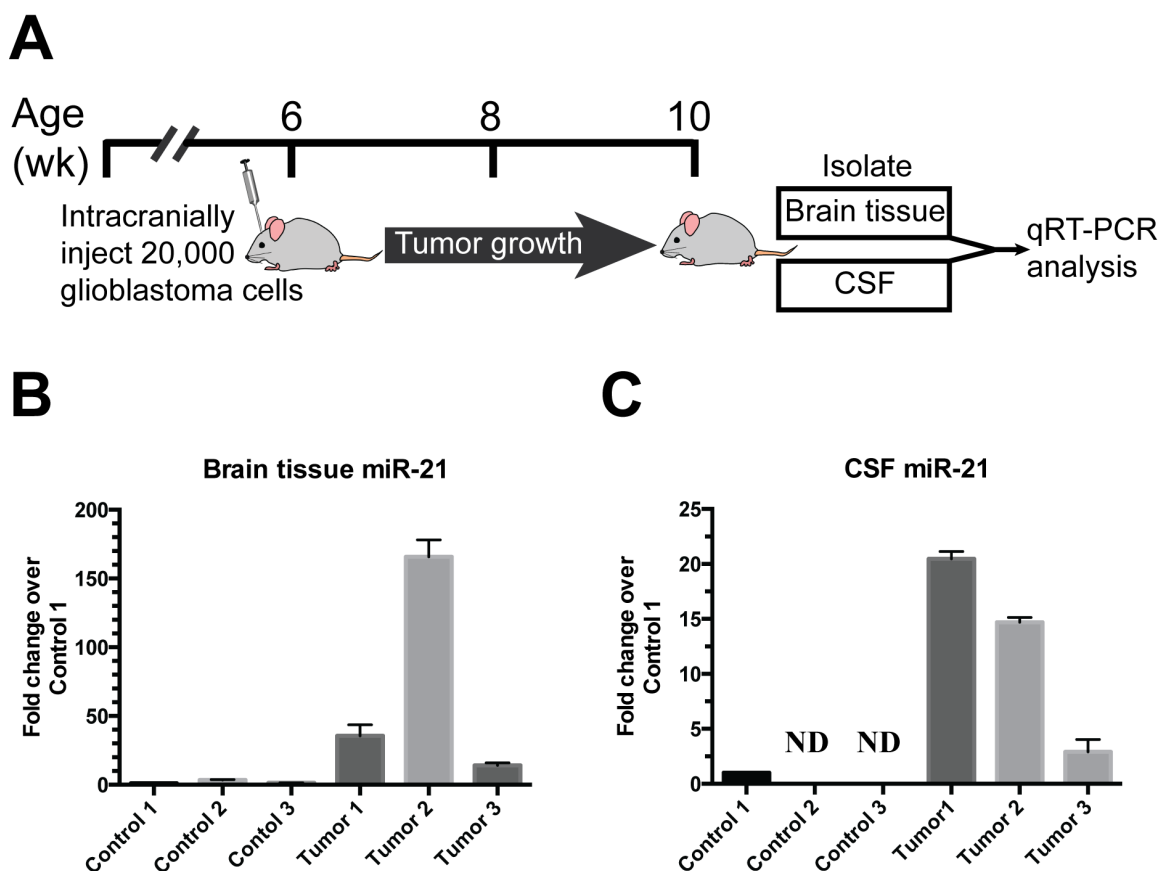 A
Age
(wk)
6
8
10
Intracranially
inject 20,000
glioblastoma cells
Tumor growth
Isolate
Brain tissue
CSF
qRT-PCR
analysis
B
Brain tissue miR-21
Fold change over
Control 1
200
150
100
50
0
Control 1
Control 2
Contol 3
Tumor 1
Tumor 2
Tumor 3
C
CSF miR-21
Fold change over
Control 1
25
20
15
10
5
0
ND
ND
Control 1
Control 2
Control 3
Tumor1
Tumor 2
Tumor 3